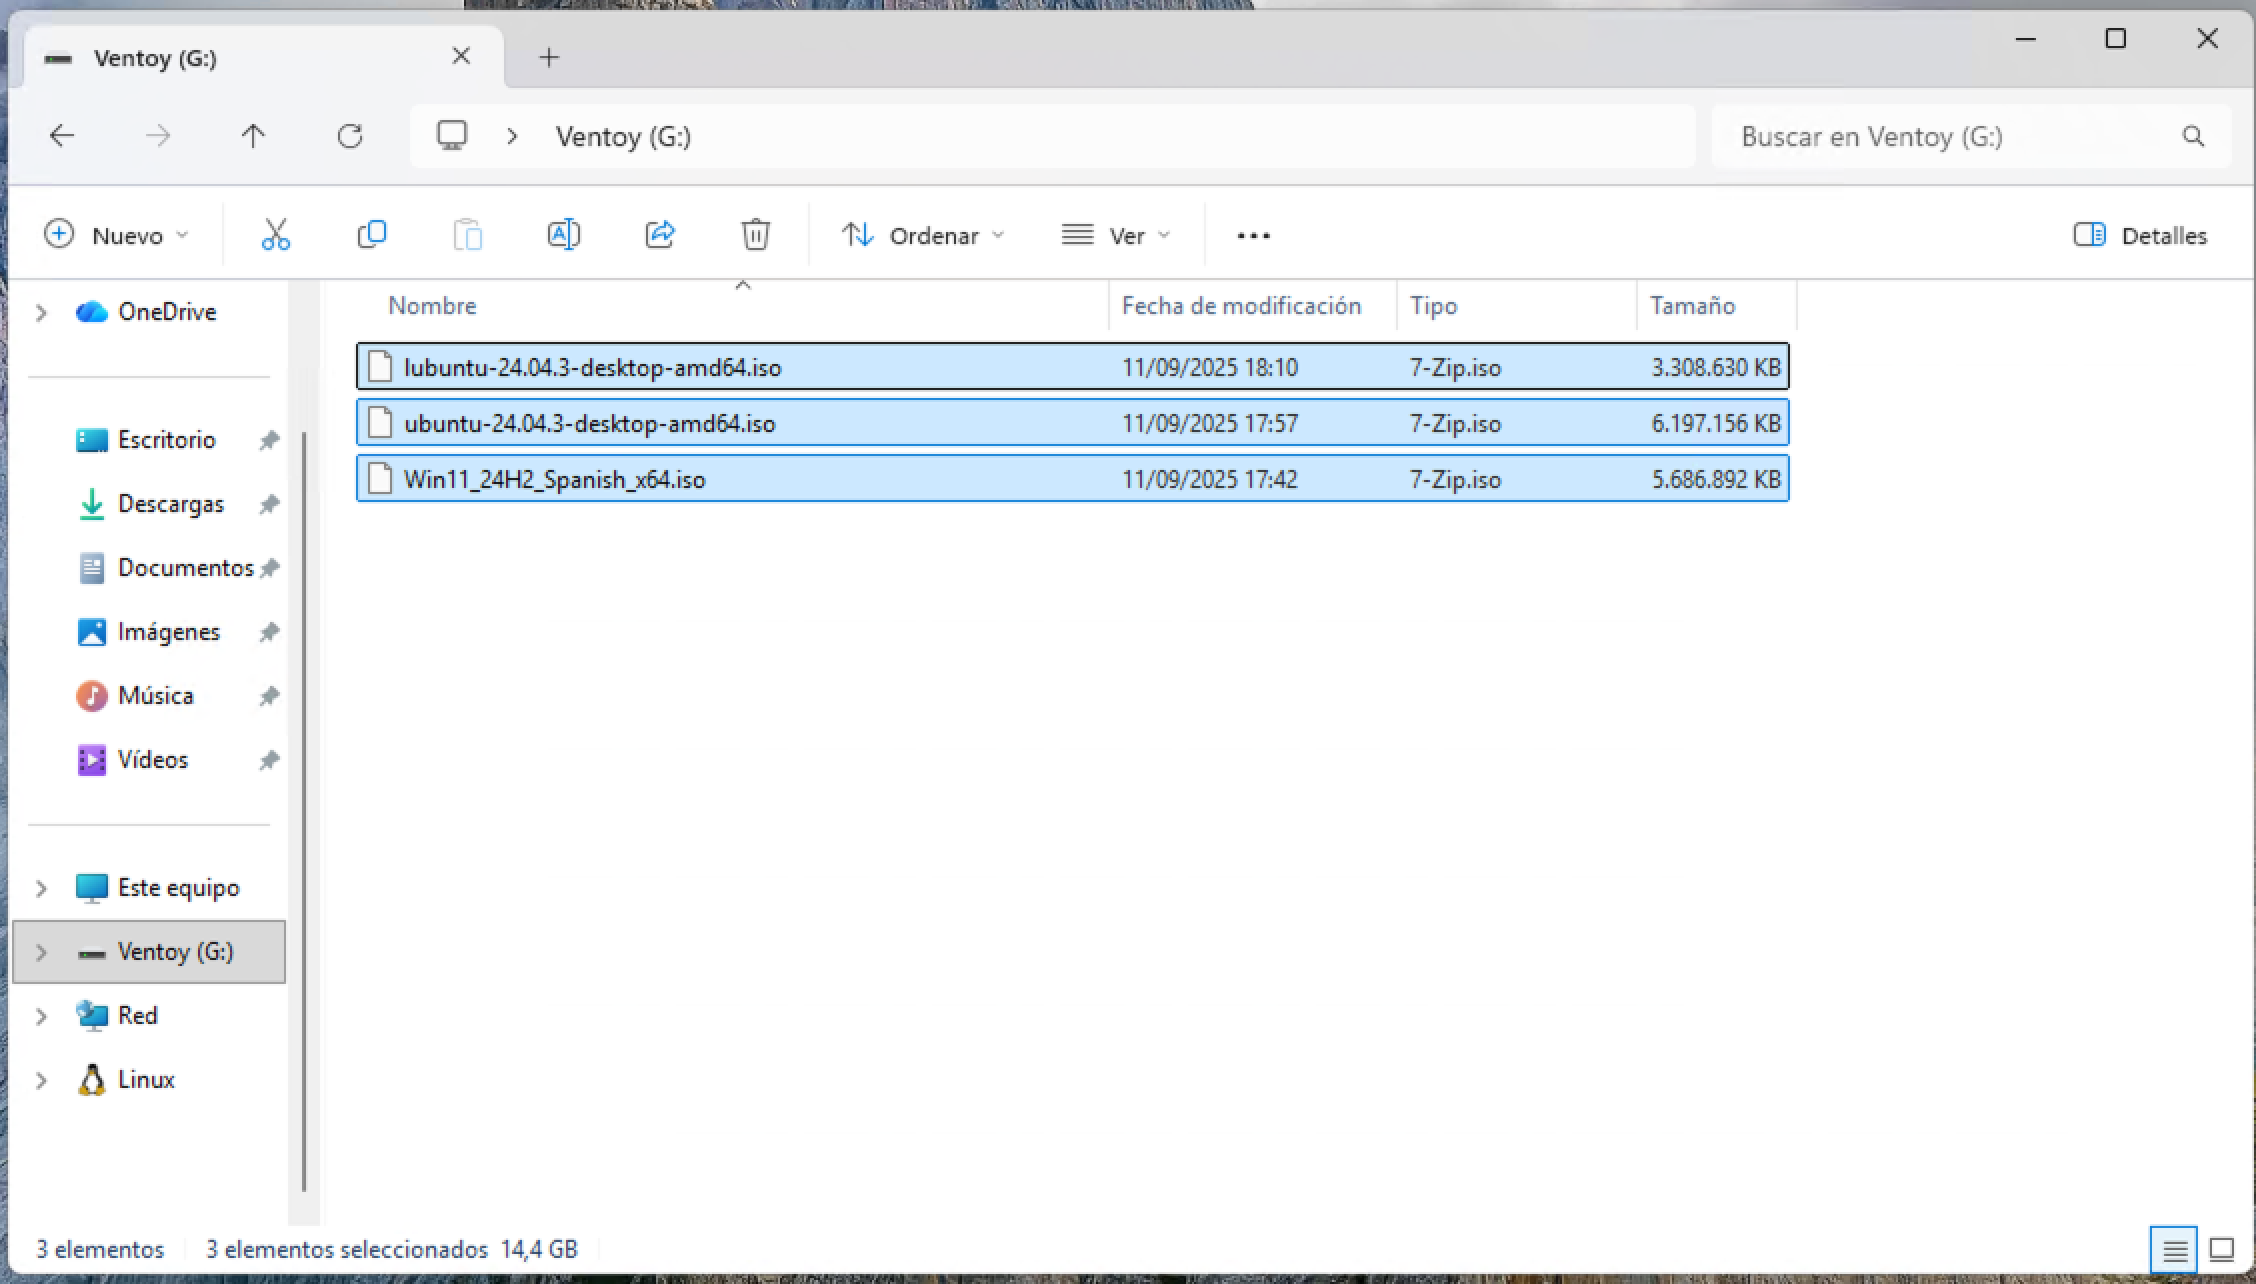 Ventoy (G:)
Ventoy (G:)
Buscar en Ventoy (G:)
Nuevo
Ordenar
Ver
Detalles
OneDrive
Escritorio
Descargas
Documentos
Imágenes
Música
Vídeos
Este equipo
Ventoy (G:)
Red
Linux
Nombre Fecha de modificación Tipo Tamaño
lubuntu-24.04.3-desktop-amd64.iso 11/09/2025 18:10 7-Zip.iso 3.308.630 KB
ubuntu-24.04.3-desktop-amd64.iso 11/09/2025 17:57 7-Zip.iso 6.197.156 KB
Win11_24H2_Spanish_x64.iso 11/09/2025 17:42 7-Zip.iso 5.686.892 KB
3 elementos 3 elementos seleccionados 14,4 GB